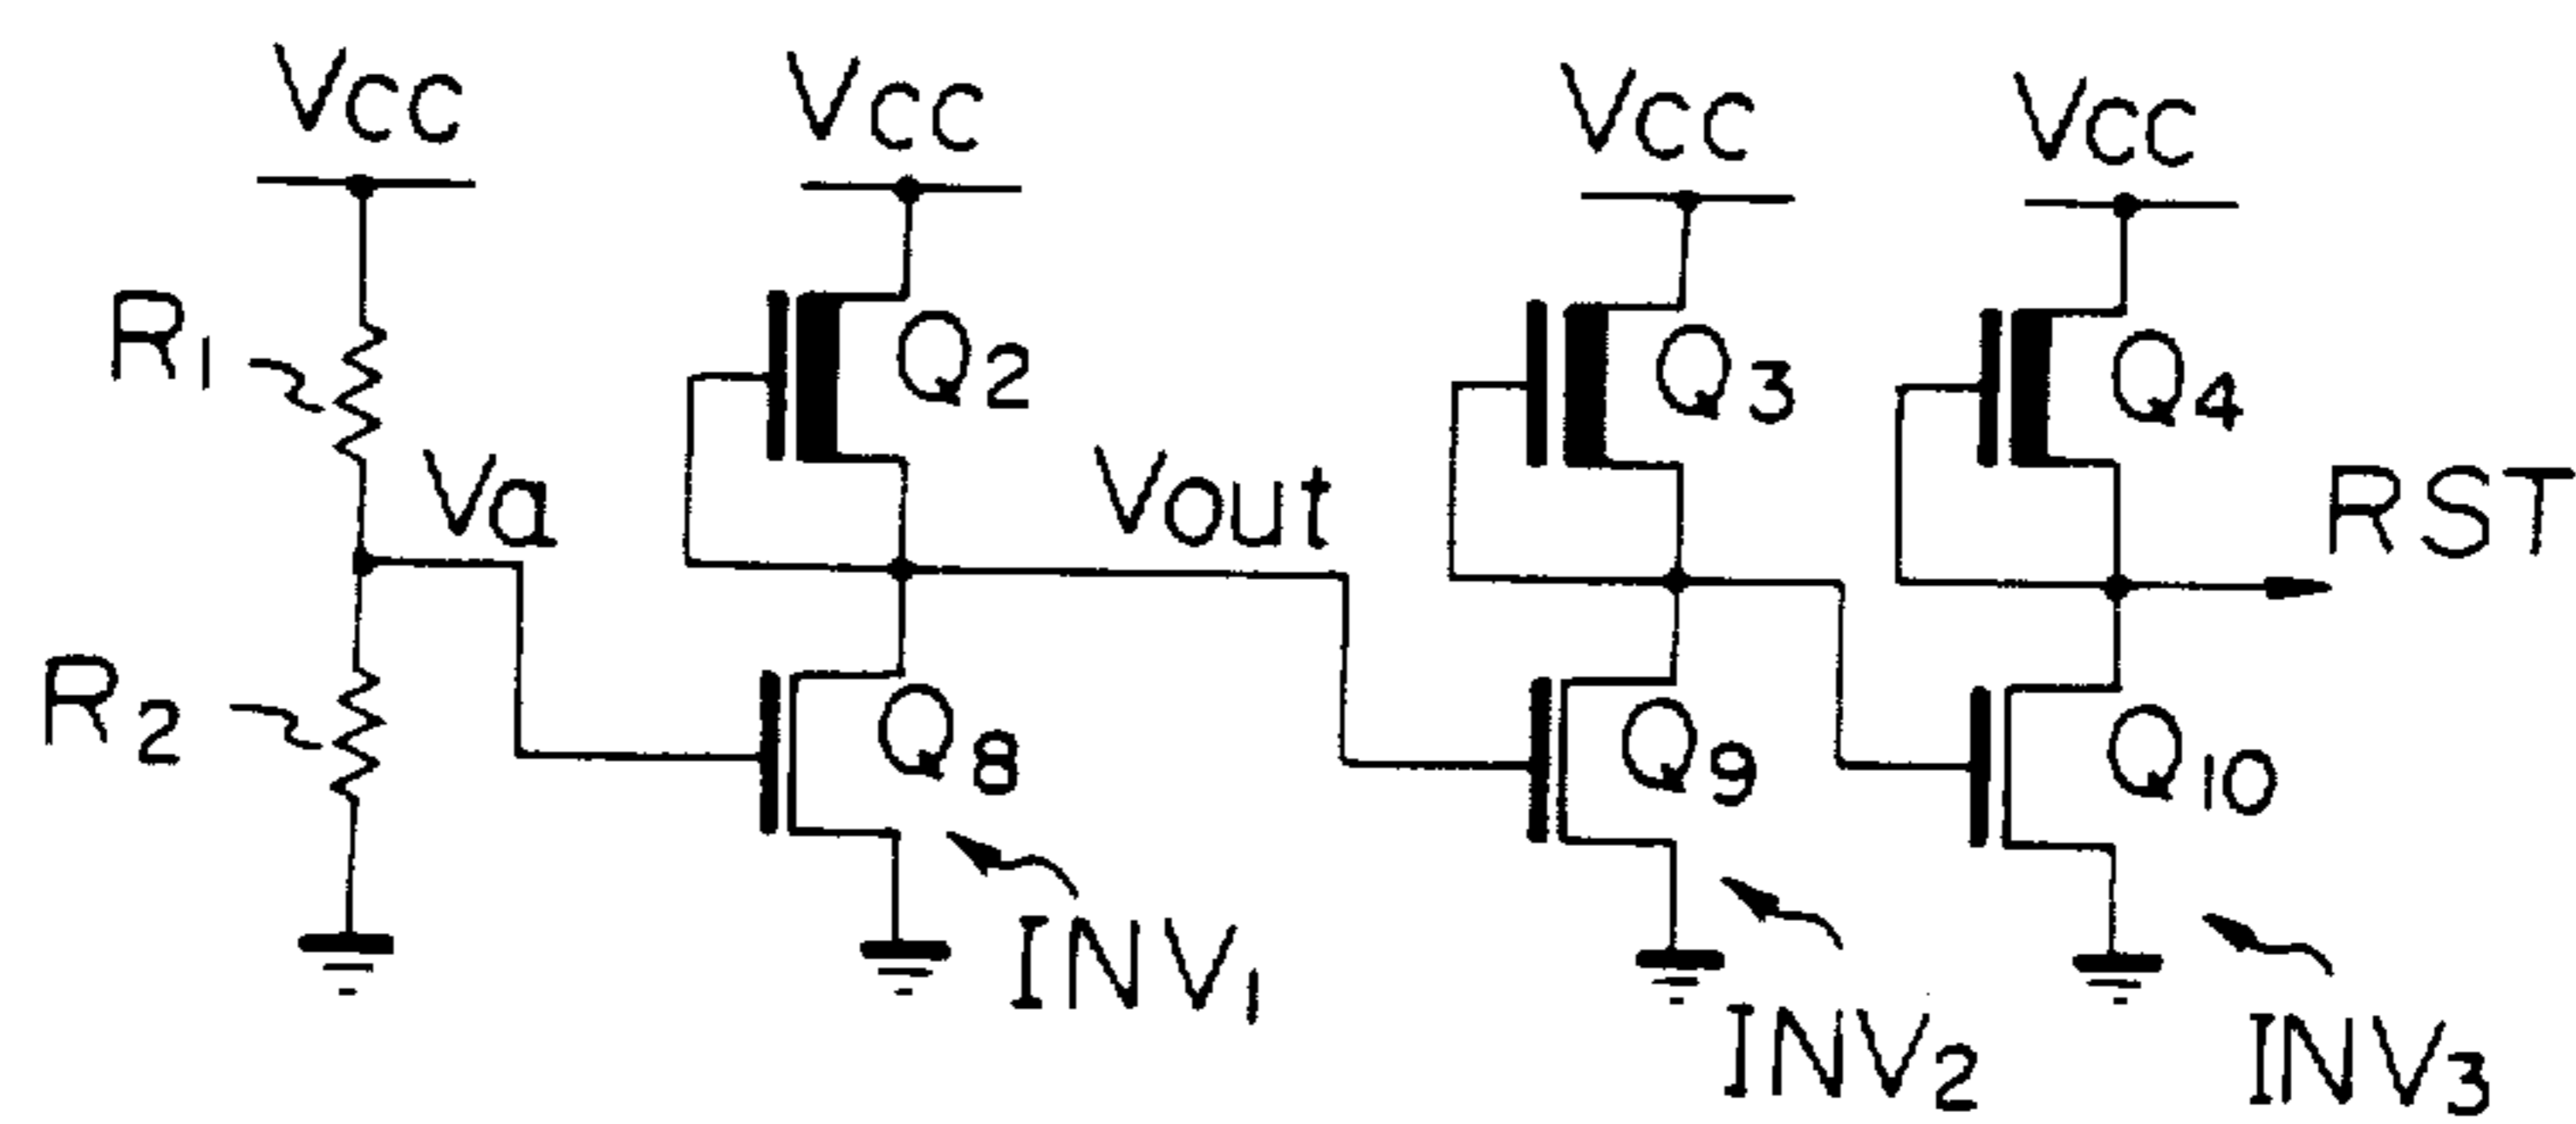 Vcc Vcc Vcc Vcc
R1 Q2 Q3 Q4
Va Vout RST
R2 Q8 Q9 Q10
INV1
INV2 INV3